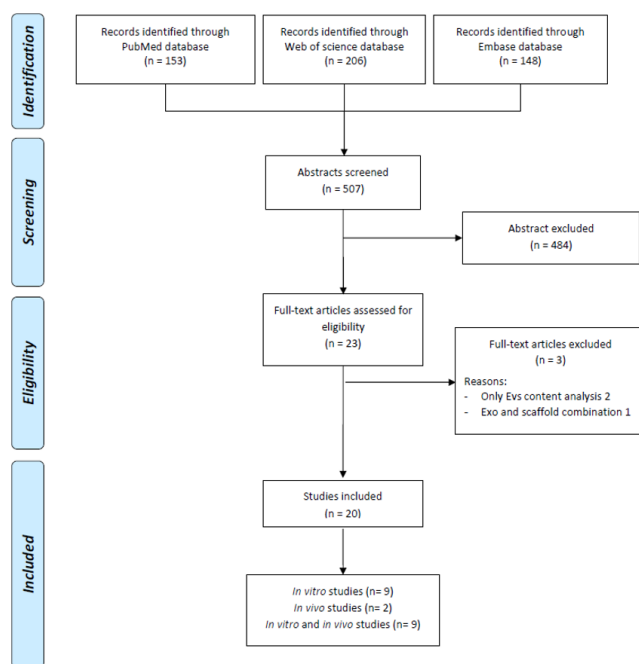 Identification
Records identified through
PubMed database
(n = 153)
Records identified through
Web of science database
(n = 206)
Records identified through
Embase database
(n = 148)
Screening
Abstracts screened
(n = 507)
Abstract excluded
(n = 484)
Eligibility
Full-text articles assessed for
eligibility
(n = 23)
Full-text articles excluded
(n = 3)
Reasons:
- Only Evs content analysis 2
- Exo and scaffold combination 1
Included
Studies included
(n = 20)
In vitro studies (n= 9)
In vivo studies (n= 2)
In vitro and in vivo studies (n= 9)